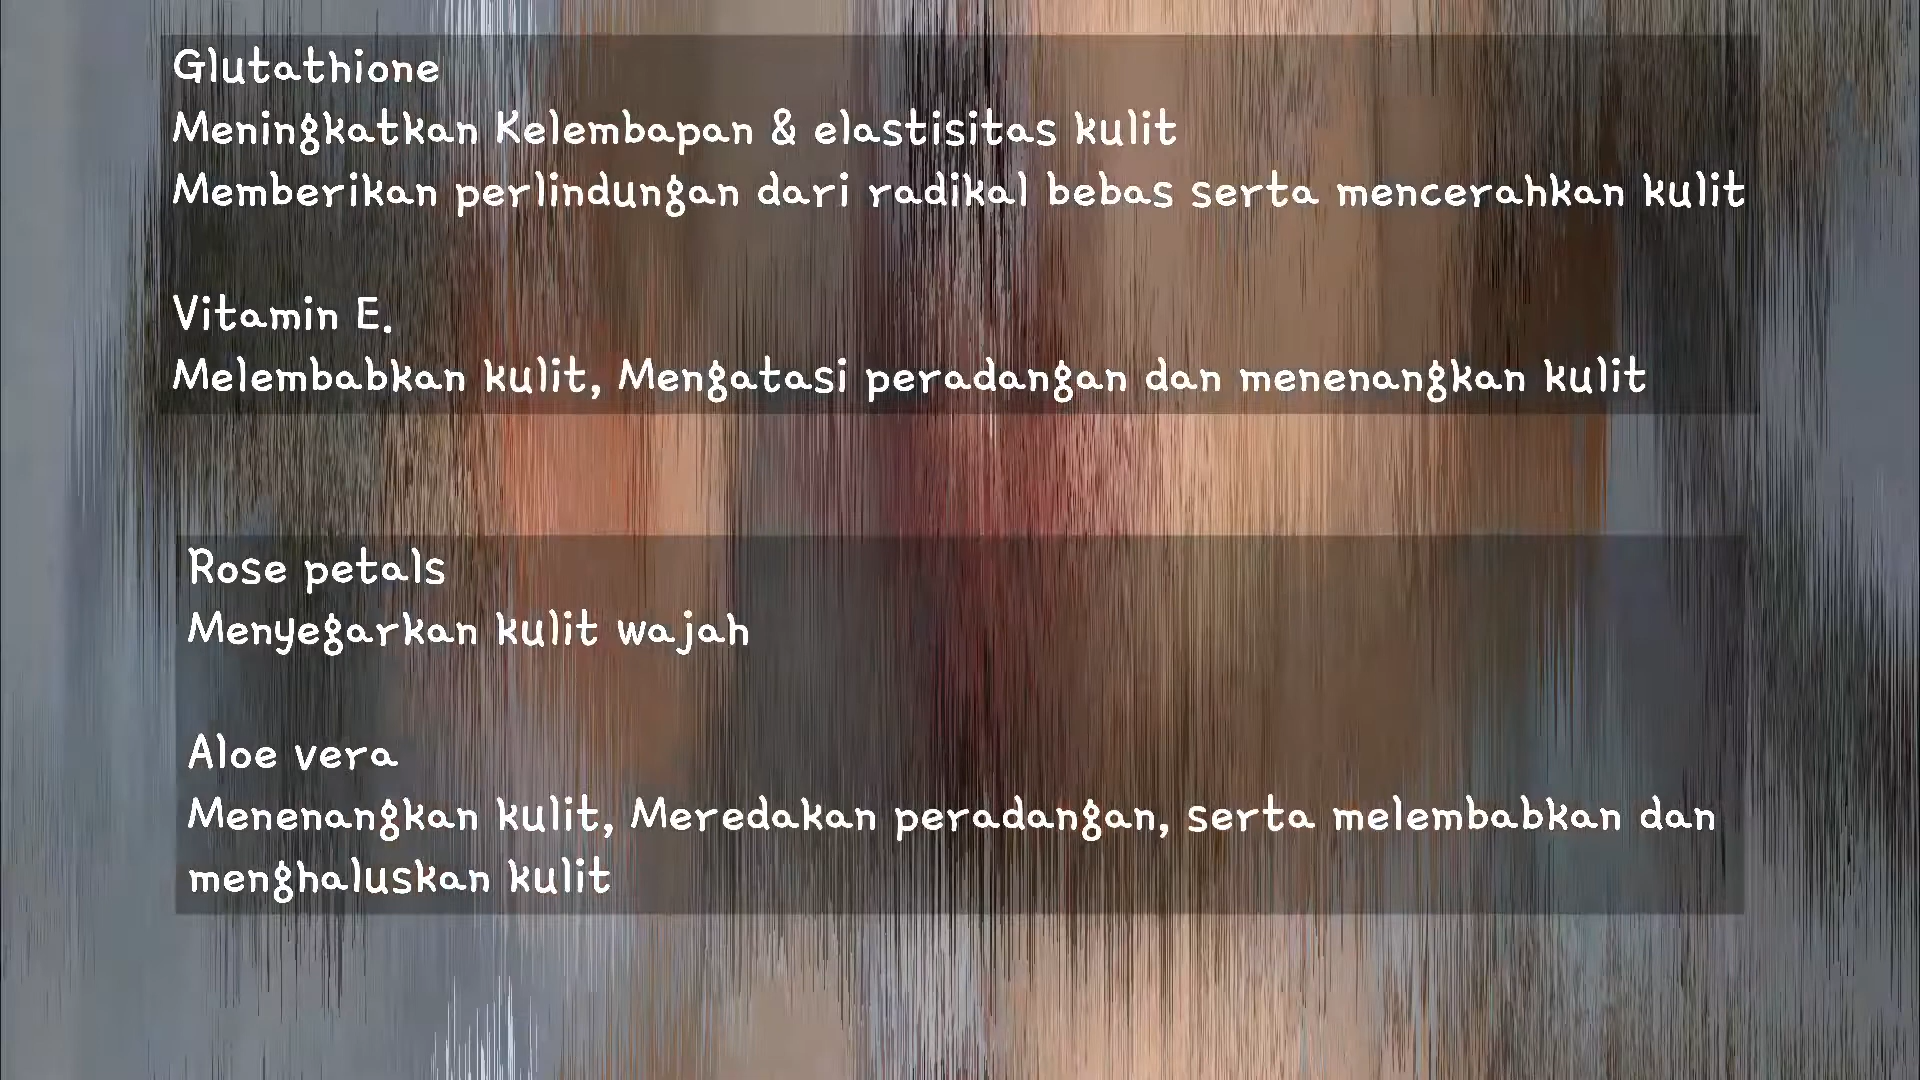 Glutathione
Meningkatkan Kelembapan & elastisitas kulit
Memberikan perlindungan dari radikal bebas serta mencerahkan kulit
Vitamin E.
Melembabkan kulit, Mengatasi peradangan dan menenangkan kulit
Rose petals
Menyegarkan kulit wajah
Aloe vera
Menenangkan kulit, Meredakan peradangan, serta melembabkan dan
menghaluskan kulit